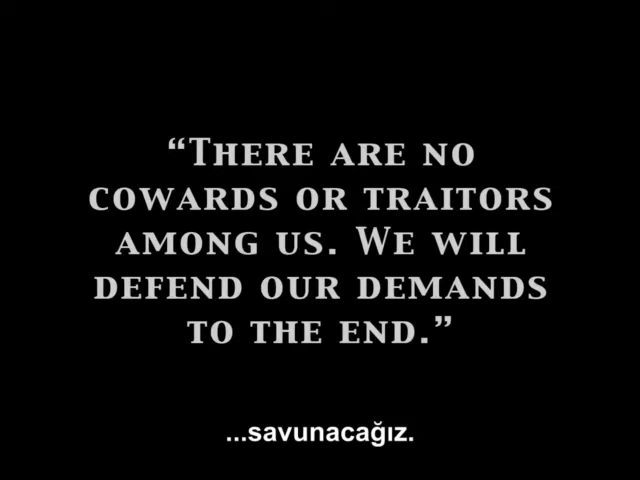 “There are no
cowards or traitors
among us. We will
defend our demands
to the end.”
...savunacağız.